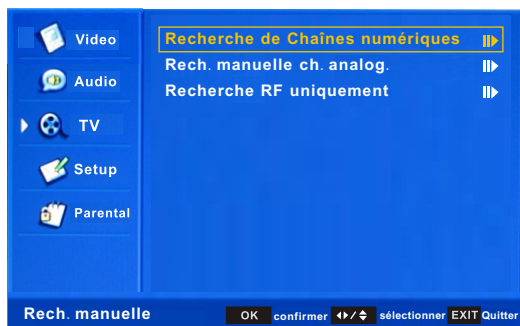 Video
Audio
TV
Setup
Parental
Recherche de Chaînes numériques
Rech. manuelle ch. analog.
Recherche RF uniquement
Rech. manuelle OK confirmer / sélectionner EXIT Quitter